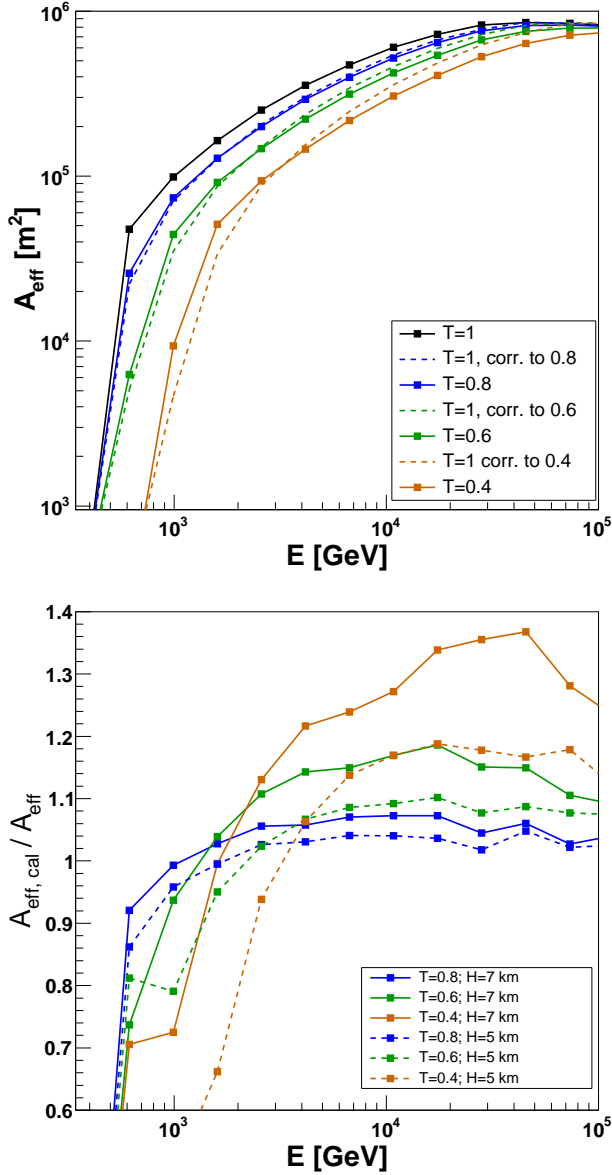 10^6
10^5
10^4
10^3
A_eff [m^2]
T=1
T=1, corr. to 0.8
T=0.8
T=1, corr. to 0.6
T=0.6
T=1 corr. to 0.4
T=0.4
10^3 10^4 10^5
E [GeV]
1.4
1.3
1.2
1.1
1
0.9
0.8
0.7
0.6
A_eff, cal / A_eff
T=0.8; H=7 km
T=0.6; H=7 km
T=0.4; H=7 km
T=0.8; H=5 km
T=0.6; H=5 km
T=0.4; H=5 km
10^3 10^4 10^5
E [GeV]